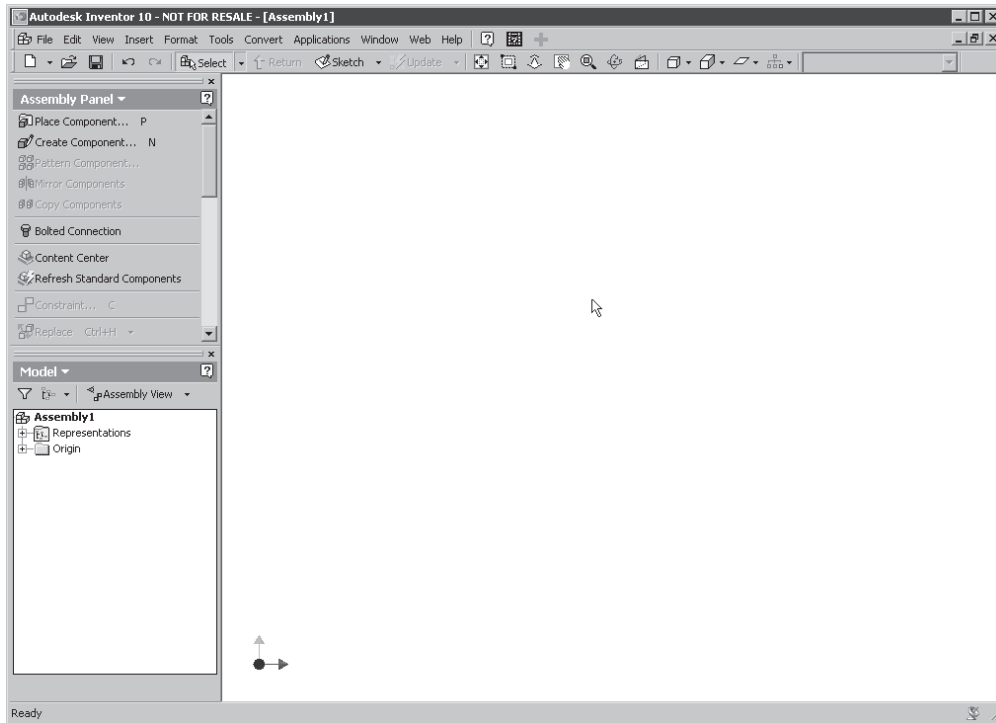 Autodesk Inventor 10 - NOT FOR RESALE - [Assembly1]
File Edit View Insert Format Tools Convert Applications Window Web Help
Select Return Sketch Update
Assembly Panel
Place Component... P
Create Component... N
Pattern Component...
Mirror Components
Copy Components
Bolted Connection
Content Center
Refresh Standard Components
Constraint... C
Replace Ctrl+H
Model
Assembly View
Assembly1
Representations
Origin
Ready